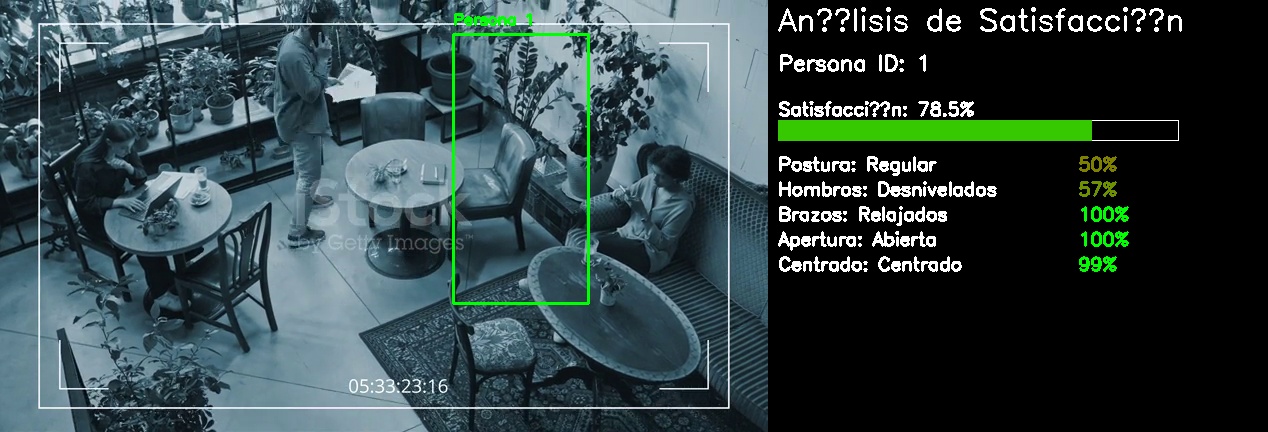 Persona 1
iStock
by Getty Images™
05:33:23:16
An??lisis de Satisfacci??n
Persona ID: 1
Satisfacci??n: 78.5%
Postura: Regular 50%
Hombros: Desnivelados 57%
Brazos: Relajados 100%
Apertura: Abierta 100%
Centrado: Centrado 99%